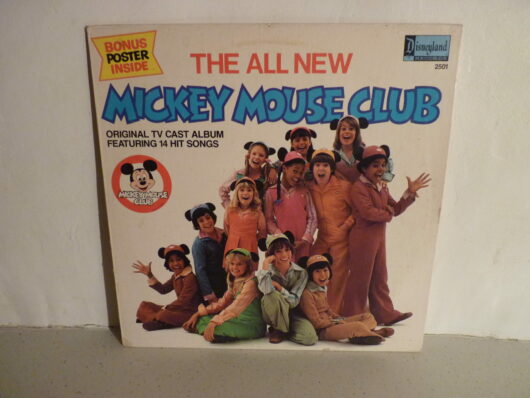 BONUS
POSTER
INSIDE
Disneyland
2501
THE ALL NEW
MICKEY MOUSE CLUB
ORIGINAL TV CAST ALBUM
FEATURING 14 HIT SONGS
MICKEY MOUSE
CLUB